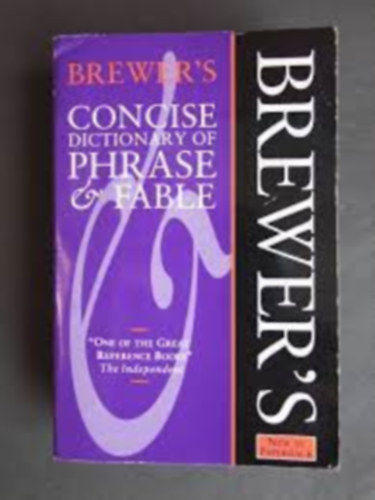 BREWER'S
CONCISE
DICTIONARY OF
PHRASE
& FABLE
"ONE OF THE GREAT
REFERENCE BOOKS"
The Independent
BREWER'S
NEW IN
PAPERBACK